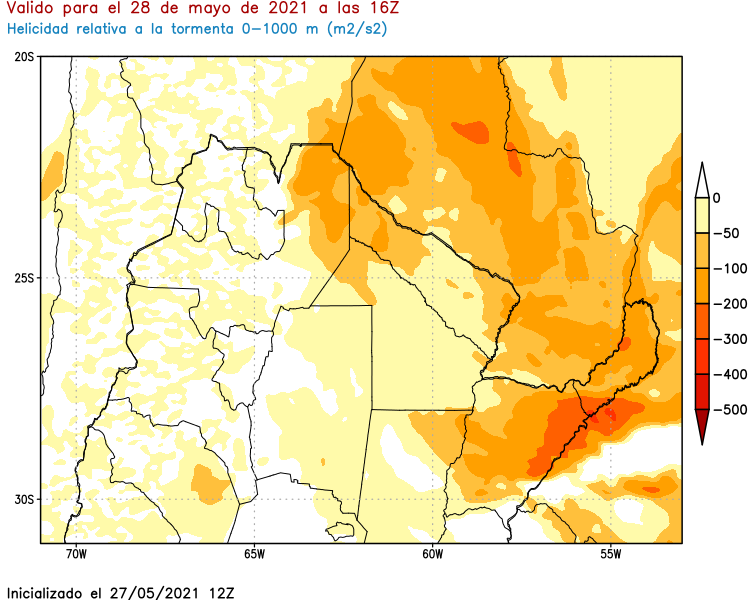 Valido para el 28 de mayo de 2021 a las 16Z
Helicidad relativa a la tormenta 0-1000 m (m2/s2)
20S
25S
30S
70W 65W 60W 55W
0
-50
-100
-200
-300
-400
-500
Inicializado el 27/05/2021 12Z